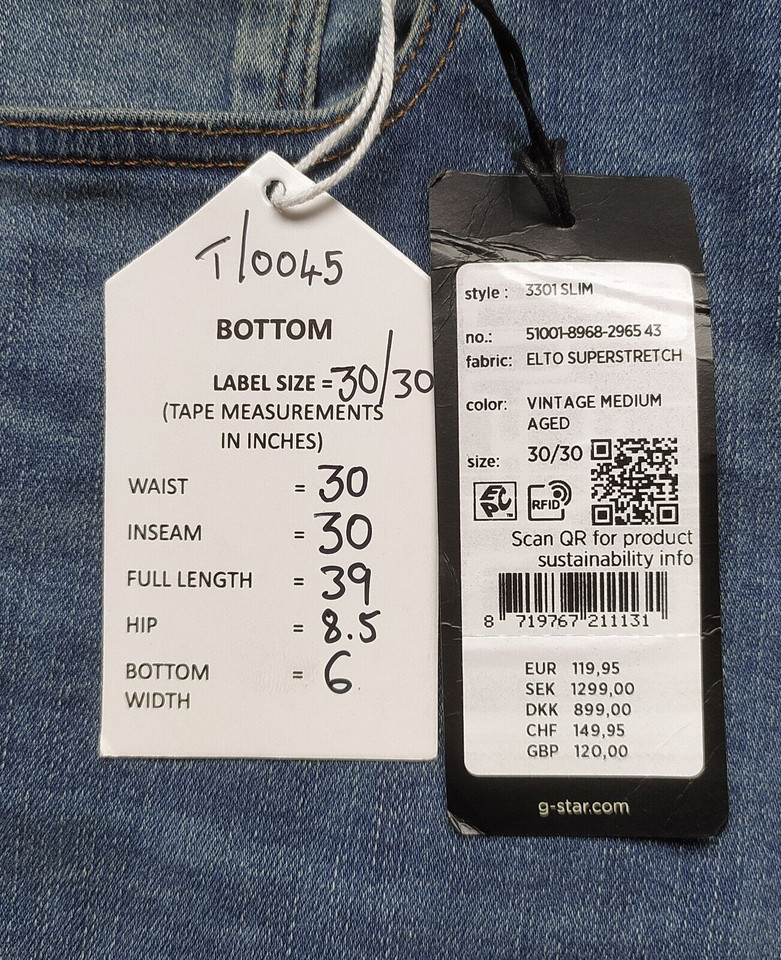 T/0045
BOTTOM
LABEL SIZE = 30/30
(TAPE MEASUREMENTS
IN INCHES)
WAIST = 30
INSEAM = 30
FULL LENGTH = 39
HIP = 8.5
BOTTOM = 6
WIDTH
style : 3301 SLIM
no.: 51001-8968-2965 43
fabric: ELTO SUPERSTRETCH
color: VINTAGE MEDIUM
AGED
size: 30/30
EPC RFID
Scan QR for product
sustainability info
8 719767 211131
EUR 119,95
SEK 1299,00
DKK 899,00
CHF 149,95
GBP 120,00
g-star.com